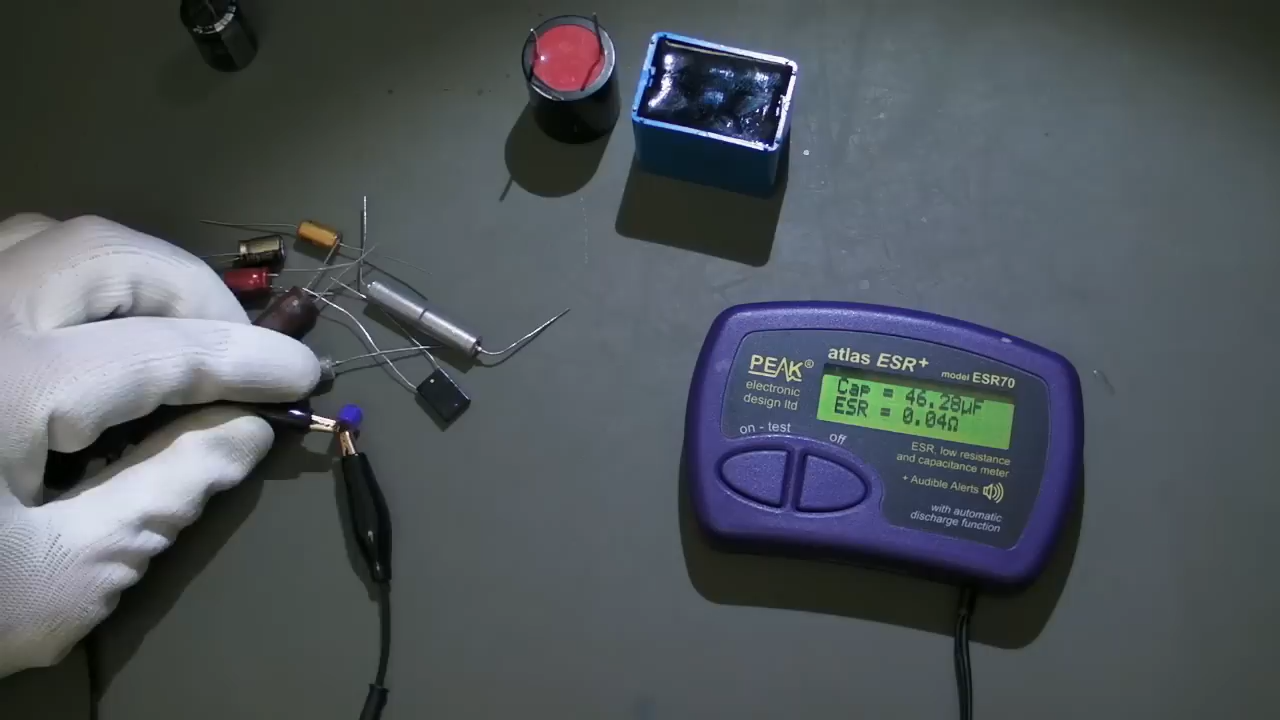 PEAK®
electronic
design ltd
atlas ESR+
model ESR70
Cap = 46.28µF
ESR = 0.04Ω
on - test
off
ESR, low resistance
and capacitance meter
+ Audible Alerts
with automatic
discharge function